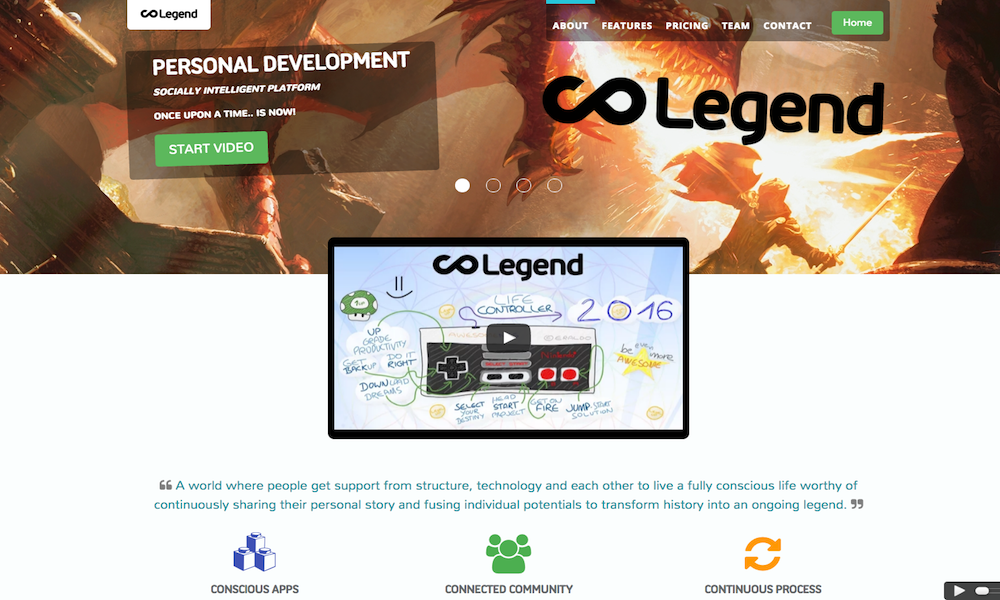 Legend
ABOUT FEATURES PRICING TEAM CONTACT Home
PERSONAL DEVELOPMENT
SOCIALLY INTELLIGENT PLATFORM
ONCE UPON A TIME.. IS NOW!
START VIDEO
Legend
Legend
LIFE
CONTROLLER
2016
1UP
UP
GRADE
PRODUCTIVITY
GET
BACKUP
DO IT
RIGHT
DOWNLOAD
DREAMS
SELECT START
be even more
AWESOME
SELECT
YOUR
DESTINY
HEAD
START
PROJECT
GET ON
FIRE
JUMP START
SOLUTION
❝ A world where people get support from structure, technology and each other to live a fully conscious life worthy of
continuously sharing their personal story and fusing individual potentials to transform history into an ongoing legend. ❞
CONSCIOUS APPS
CONNECTED COMMUNITY
CONTINUOUS PROCESS